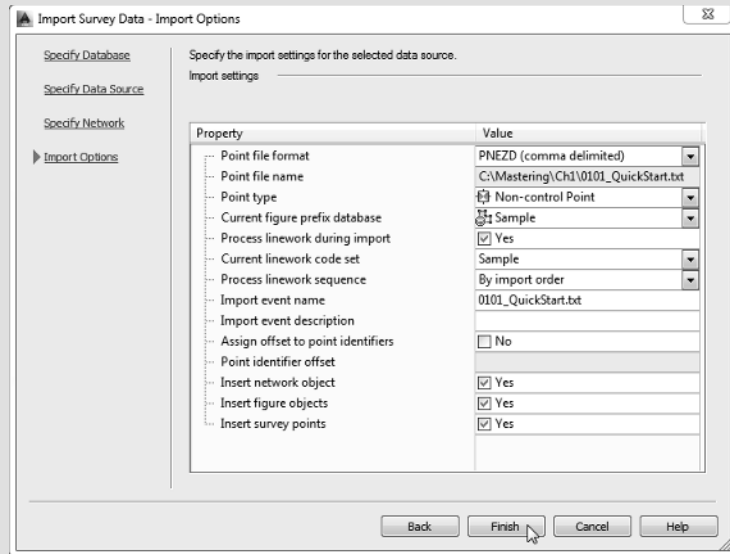 Import Survey Data - Import Options
Specify Database
Specify Data Source
Specify Network
Import Options
Specify the import settings for the selected data source.
Import settings
Property Value
Point file format PNEZD (comma delimited)
Point file name C:\Mastering\Ch1\0101_QuickStart.txt
Point type Non-control Point
Current figure prefix database Sample
Process linework during import Yes
Current linework code set Sample
Process linework sequence By import order
Import event name 0101_QuickStart.txt
Import event description
Assign offset to point identifiers No
Point identifier offset
Insert network object Yes
Insert figure objects Yes
Insert survey points Yes
Back Finish Cancel Help